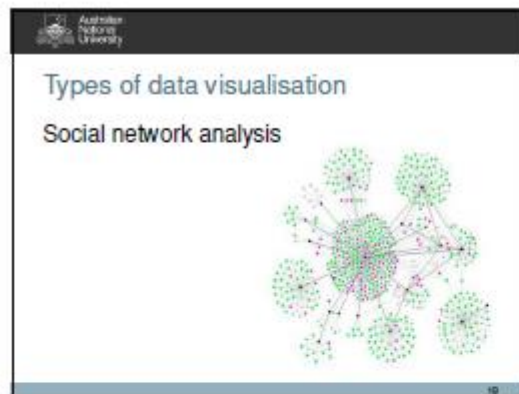 Australian
National
University
Types of data visualisation
Social network analysis
19